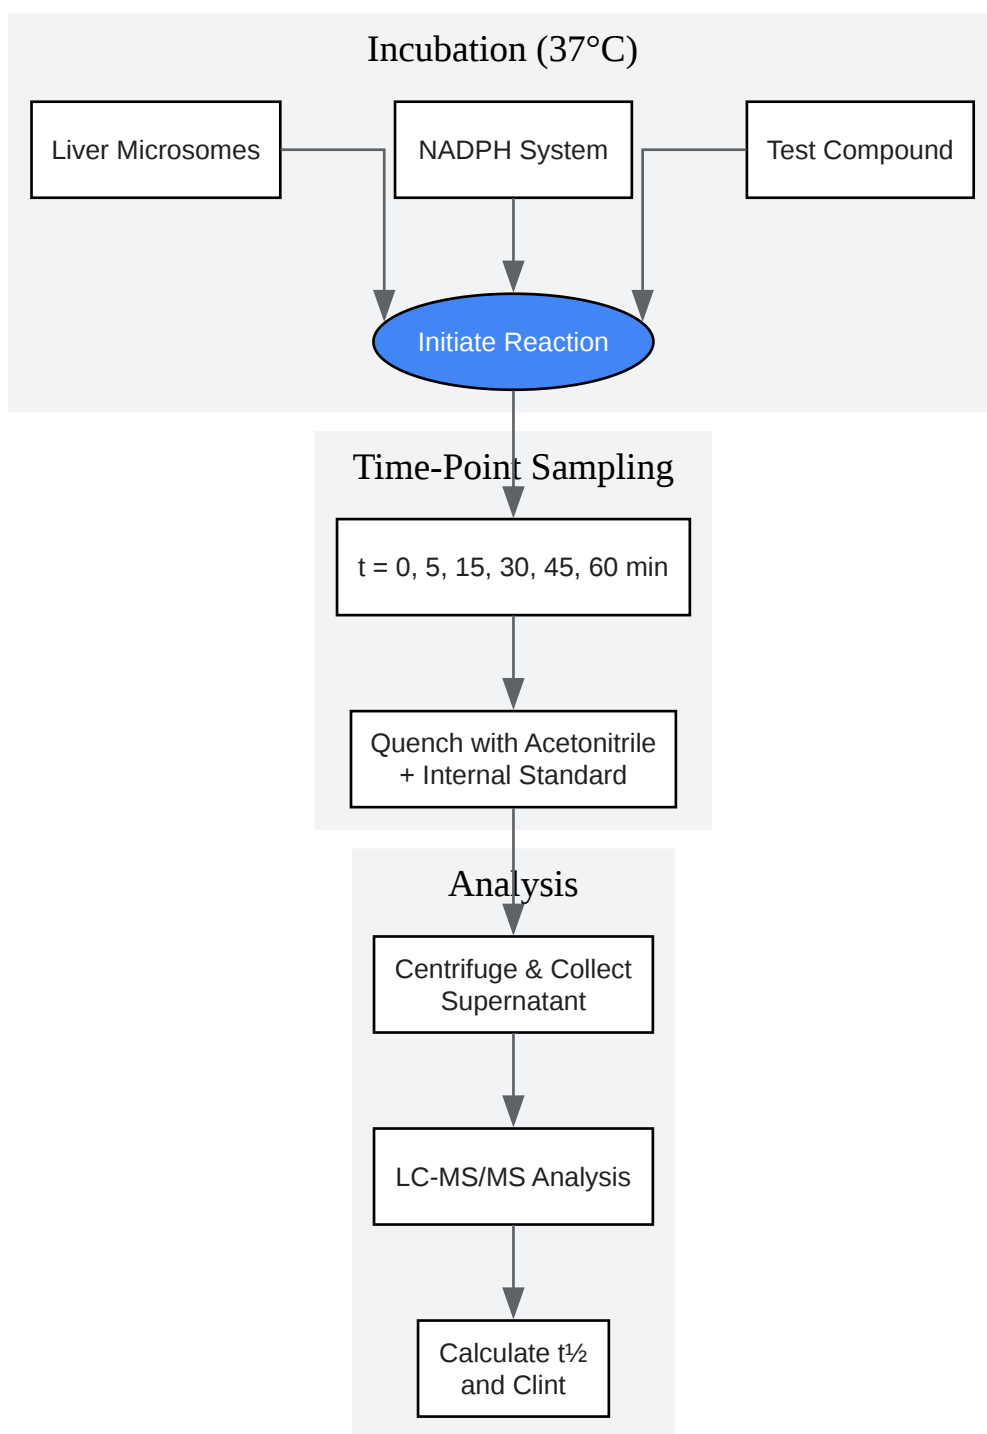 Incubation (37°C)
Liver Microsomes
NADPH System
Test Compound
Initiate Reaction
Time-Point Sampling
t = 0, 5, 15, 30, 45, 60 min
Quench with Acetonitrile
+ Internal Standard
Analysis
Centrifuge & Collect
Supernatant
LC-MS/MS Analysis
Calculate t½
and Clint